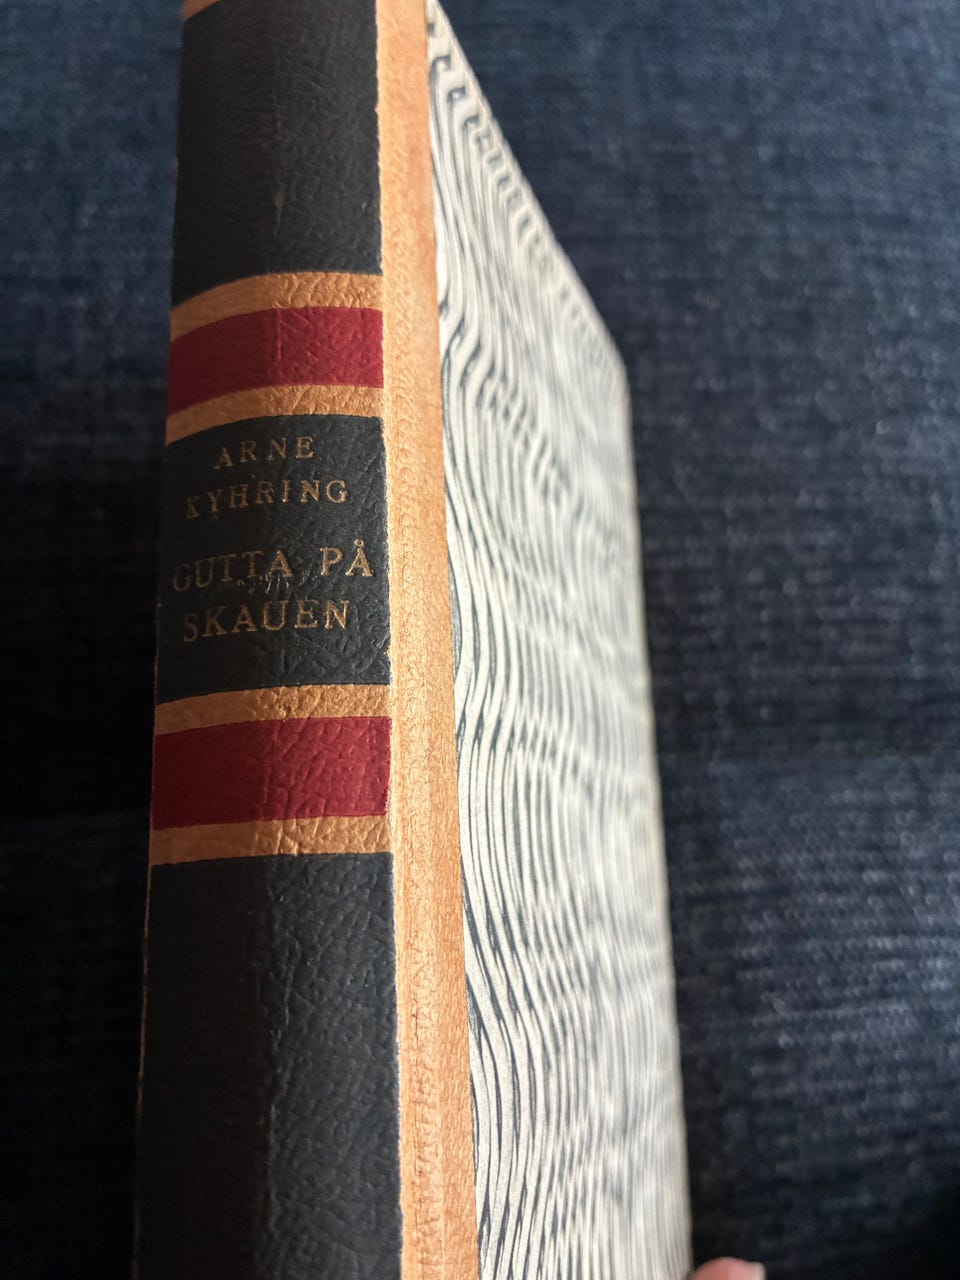 ARNE
KYHRING
GUTTA PÅ
SKAUEN